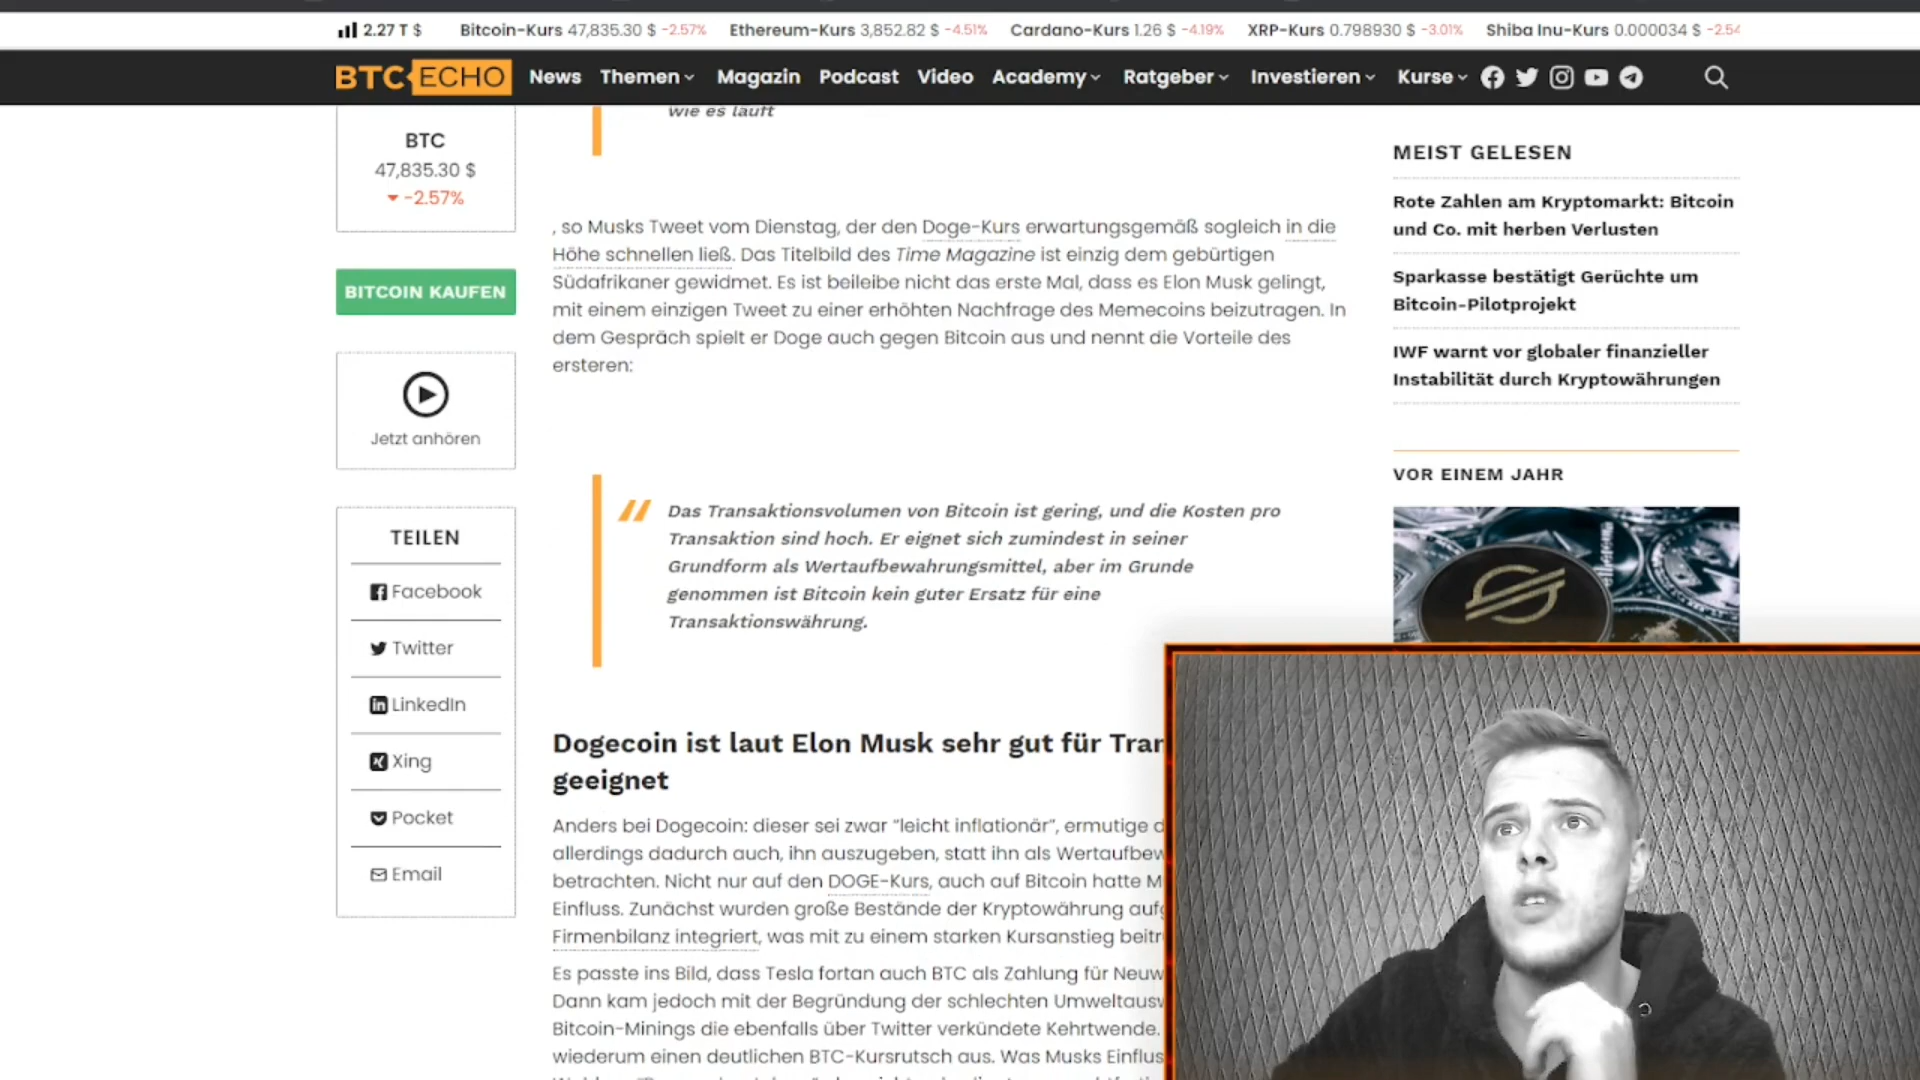 2.27 T $ Bitcoin-Kurs 47,835.30 $ -2.57% Ethereum-Kurs 3,852.82 $ -4.51% Cardano-Kurs 1.26 $ -4.19% XRP-Kurs 0.798930 $ -3.01% Shiba Inu-Kurs 0.000034 $ -2.54
BTC ECHO News Themen Magazin Podcast Video Academy Ratgeber Investieren Kurse
BTC
47,835.30 $
-2.57%
BITCOIN KAUFEN
Jetzt anhören
TEILEN
Facebook
Twitter
LinkedIn
Xing
Pocket
Email
wie es läuft
, so Musks Tweet vom Dienstag, der den Doge-Kurs erwartungsgemäß sogleich in die
Höhe schnellen ließ. Das Titelbild des Time Magazine ist einzig dem gebürtigen
Südafrikaner gewidmet. Es ist beileibe nicht das erste Mal, dass es Elon Musk gelingt,
mit einem einzigen Tweet zu einer erhöhten Nachfrage des Memecoins beizutragen. In
dem Gespräch spielt er Doge auch gegen Bitcoin aus und nennt die Vorteile des
ersteren:
Das Transaktionsvolumen von Bitcoin ist gering, und die Kosten pro
Transaktion sind hoch. Er eignet sich zumindest in seiner
Grundform als Wertaufbewahrungsmittel, aber im Grunde
genommen ist Bitcoin kein guter Ersatz für eine
Transaktionswährung.
Dogecoin ist laut Elon Musk sehr gut für Tran
geeignet
Anders bei Dogecoin: dieser sei zwar "leicht inflationär", ermutige d
allerdings dadurch auch, ihn auszugeben, statt ihn als Wertaufbew
betrachten. Nicht nur auf den DOGE-Kurs, auch auf Bitcoin hatte M
Einfluss. Zunächst wurden große Bestände der Kryptowährung aufg
Firmenbilanz integriert, was mit zu einem starken Kursanstieg beitr
Es passte ins Bild, dass Tesla fortan auch BTC als Zahlung für Neuw
Dann kam jedoch mit der Begründung der schlechten Umweltausw
Bitcoin-Minings die ebenfalls über Twitter verkündete Kehrtwende.
wiederum einen deutlichen BTC-Kursrutsch aus. Was Musks Einflus
MEIST GELESEN
Rote Zahlen am Kryptomarkt: Bitcoin
und Co. mit herben Verlusten
Sparkasse bestätigt Gerüchte um
Bitcoin-Pilotprojekt
IWF warnt vor globaler finanzieller
Instabilität durch Kryptowährungen
VOR EINEM JAHR